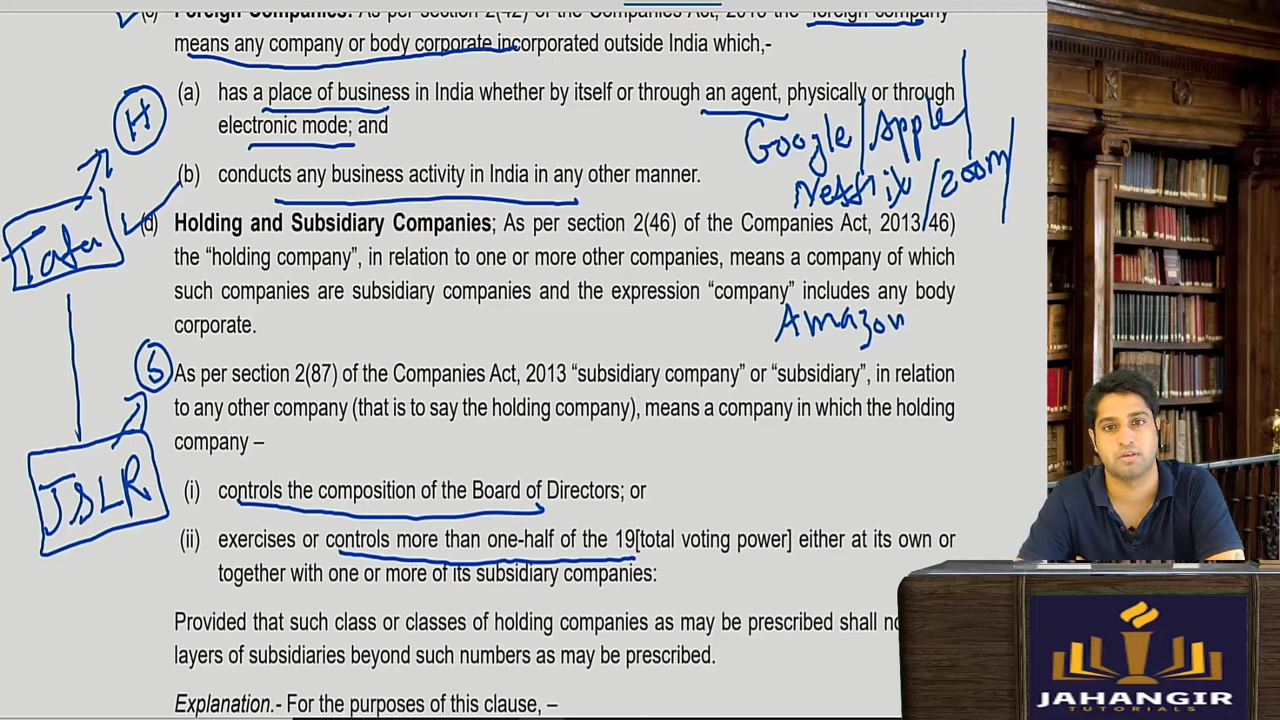 (c) Foreign Companies: As per section 2(42) of the Companies Act, 2013 the "foreign company"
means any company or body corporate incorporated outside India which,-
(a) has a place of business in India whether by itself or through an agent, physically or through
electronic mode; and
Google/Apple/
H
(b) conducts any business activity in India in any other manner.
Netflix/zoom/
(d) Holding and Subsidiary Companies; As per section 2(46) of the Companies Act, 2013/46)
the “holding company”, in relation to one or more other companies, means a company of which
Tata
such companies are subsidiary companies and the expression “company” includes any body
corporate.
Amazon
S
As per section 2(87) of the Companies Act, 2013 “subsidiary company” or “subsidiary”, in relation
to any other company (that is to say the holding company), means a company in which the holding
company –
JSLR
(i) controls the composition of the Board of Directors; or
(ii) exercises or controls more than one-half of the 19[total voting power] either at its own or
together with one or more of its subsidiary companies:
Provided that such class or classes of holding companies as may be prescribed shall
layers of subsidiaries beyond such numbers as may be prescribed.
Explanation.- For the purposes of this clause, –
JAHANGIR
TUTORIALS